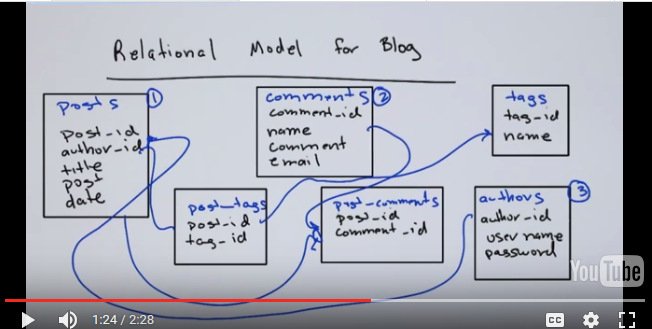 Relational Model for Blog
posts 1
post_id
author_id
title
post
date
comments 2
comment_id
name
comment
email
tags
tag_id
name
post_tags
post_id
tag_id
post_comments
post_id
comment_id
authors 3
author_id
user name
password
YouTube
1:24 / 2:28
CC